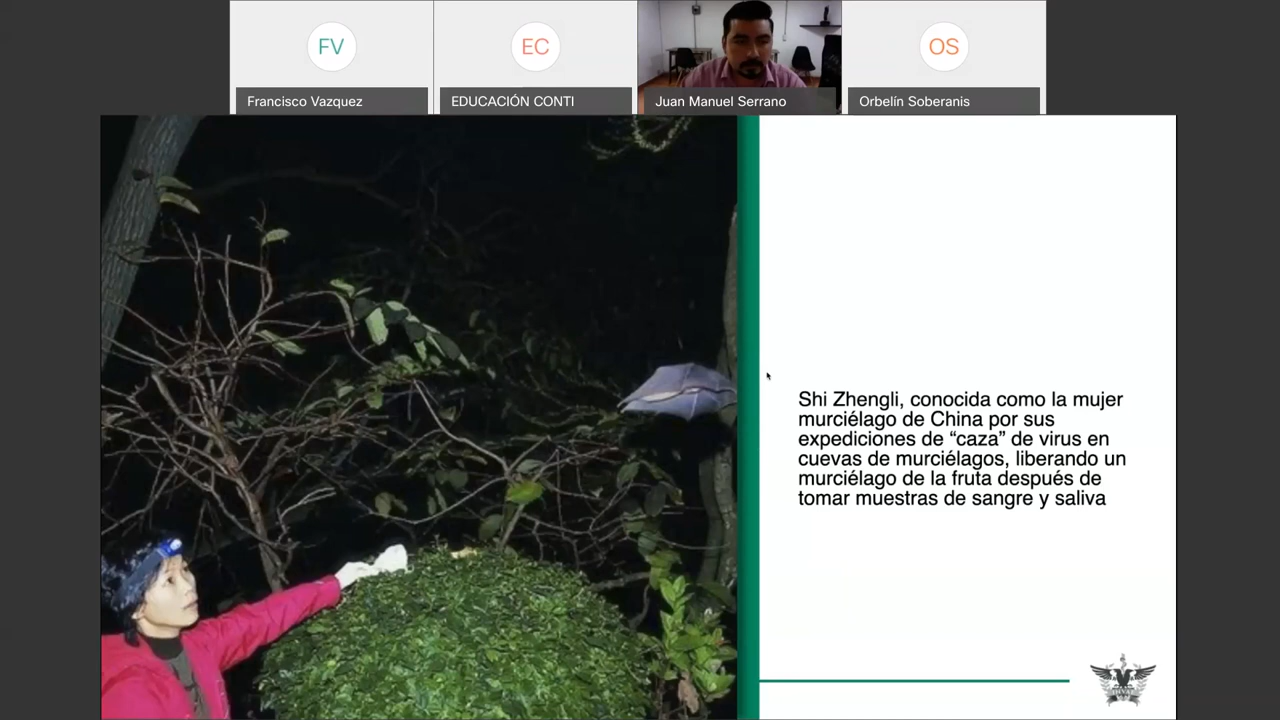 FV
EC
OS
Francisco Vazquez
EDUCACIÓN CONTI
Juan Manuel Serrano
Orbelín Soberanis
Shi Zhengli, conocida como la mujer
murciélago de China por sus
expediciones de “caza” de virus en
cuevas de murciélagos, liberando un
murciélago de la fruta después de
tomar muestras de sangre y saliva